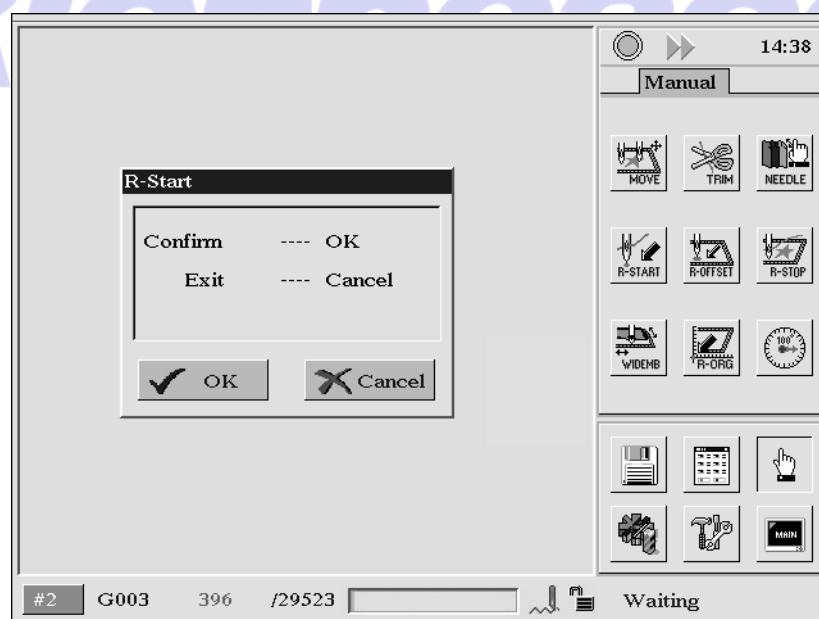 14:38
Manual
MOVE
TRIM
NEEDLE
R-Start
Confirm ---- OK
Exit ---- Cancel
OK
Cancel
R-START
R-OFFSET
R-STOP
WIDEMB
R-ORG
100°
MAIN
#2 G003 396 /29523
Waiting